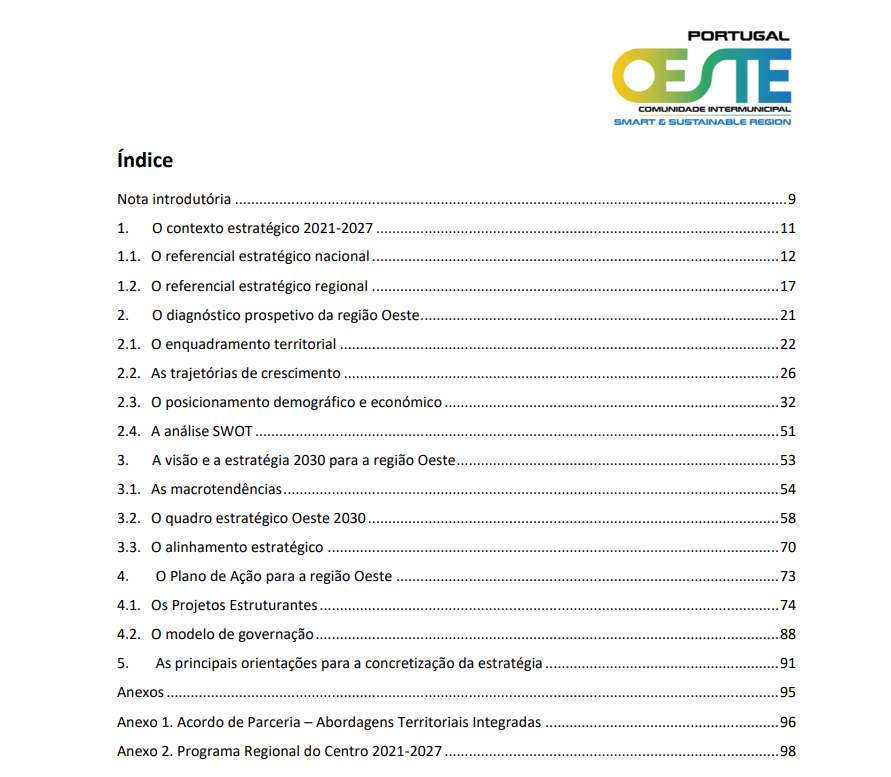 PORTUGAL
OESTE
COMUNIDADE INTERMUNICIPAL
SMART & SUSTAINABLE REGION
Índice
Nota introdutória ........................................ 9
1. O contexto estratégico 2021-2027 ........................................ 11
1.1. O referencial estratégico nacional ........................................ 12
1.2. O referencial estratégico regional ........................................ 17
2. O diagnóstico prospetivo da região Oeste ........................................ 21
2.1. O enquadramento territorial ........................................ 22
2.2. As trajetórias de crescimento ........................................ 26
2.3. O posicionamento demográfico e económico ........................................ 32
2.4. A análise SWOT ........................................ 51
3. A visão e a estratégia 2030 para a região Oeste ........................................ 53
3.1. As macrotendências ........................................ 54
3.2. O quadro estratégico Oeste 2030 ........................................ 58
3.3. O alinhamento estratégico ........................................ 70
4. O Plano de Ação para a região Oeste ........................................ 73
4.1. Os Projetos Estruturantes ........................................ 74
4.2. O modelo de governação ........................................ 88
5. As principais orientações para a concretização da estratégia ........................................ 91
Anexos ........................................ 95
Anexo 1. Acordo de Parceria – Abordagens Territoriais Integradas ........................................ 96
Anexo 2. Programa Regional do Centro 2021-2027 ........................................ 98